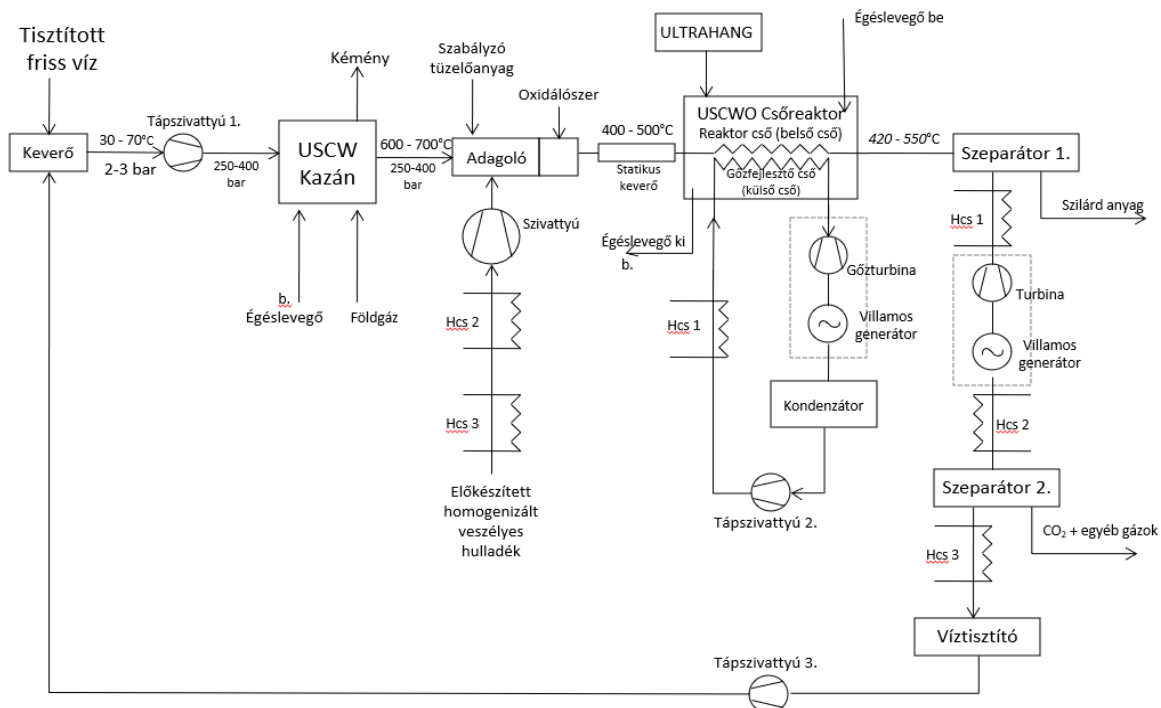 Tisztított
friss víz
Keverő
30 - 70°C
2-3 bar
Tápszivattyú 1.
250-400
bar
Kémény
USCW
Kazán
b.
Égéslevegő
Földgáz
600 - 700°C
250-400
bar
Szabályzó
tüzelőanyag
Oxidálószer
Adagoló
Szivattyú
Hcs 2
Hcs 3
Előkészített
homogenizált
veszélyes
hulladék
400 - 500°C
Statikus
keverő
ULTRAHANG
Égéslevegő be
USCWO Csőreaktor
Reaktor cső (belső cső)
Gőzfejlesztő cső
(külső cső)
Égéslevegő ki
b.
Hcs 1
Gőzturbina
Villamos
generátor
Kondenzátor
Tápszivattyú 2.
420 - 550°C
Szeparátor 1.
Szilárd anyag
Hcs 1
Turbina
Villamos
generátor
Hcs 2
Szeparátor 2.
CO₂ + egyéb gázok
Hcs 3
Víztisztító
Tápszivattyú 3.